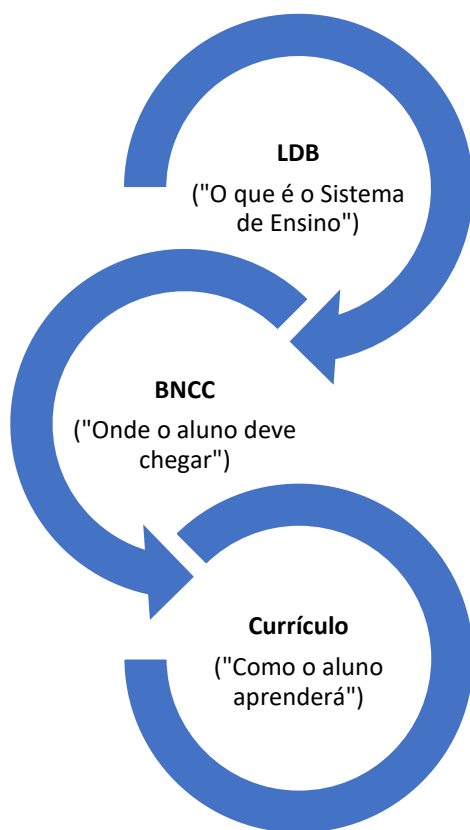 LDB
("O que é o Sistema
de Ensino")
BNCC
("Onde o aluno deve
chegar")
Currículo
("Como o aluno
aprenderá")